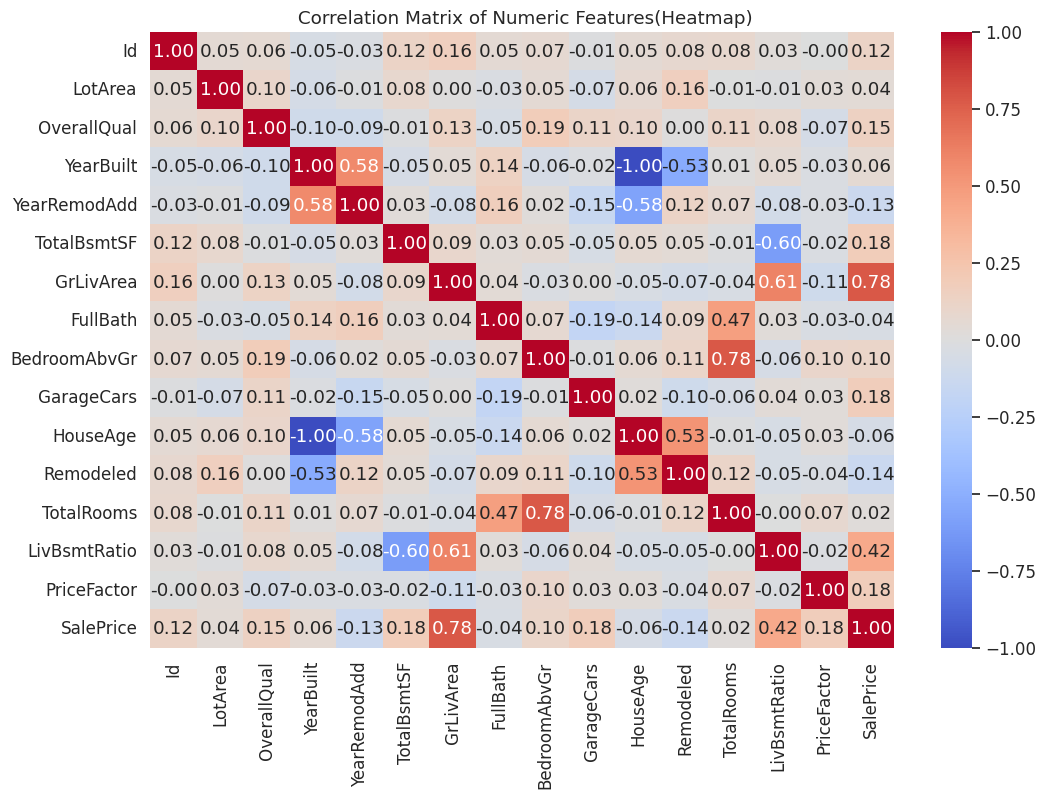 Correlation Matrix of Numeric Features(Heatmap)
Id 1.00 0.05 0.06 -0.05 -0.03 0.12 0.16 0.05 0.07 -0.01 0.05 0.08 0.08 0.03 -0.00 0.12
LotArea 0.05 1.00 0.10 -0.06 -0.01 0.08 0.00 -0.03 0.05 -0.07 0.06 0.16 -0.01 -0.01 0.03 0.04
OverallQual 0.06 0.10 1.00 -0.10 -0.09 -0.01 0.13 -0.05 0.19 0.11 0.10 0.00 0.11 0.08 -0.07 0.15
YearBuilt -0.05 -0.06 -0.10 1.00 0.58 -0.05 0.05 0.14 -0.06 -0.02 -1.00 -0.53 0.01 0.05 -0.03 0.06
YearRemodAdd -0.03 -0.01 -0.09 0.58 1.00 0.03 -0.08 0.16 0.02 -0.15 -0.58 0.12 0.07 -0.08 -0.03 -0.13
TotalBsmtSF 0.12 0.08 -0.01 -0.05 0.03 1.00 0.09 0.03 0.05 -0.05 0.05 0.05 -0.01 -0.60 -0.02 0.18
GrLivArea 0.16 0.00 0.13 0.05 -0.08 0.09 1.00 0.04 -0.03 0.00 -0.05 -0.07 -0.04 0.61 -0.11 0.78
FullBath 0.05 -0.03 -0.05 0.14 0.16 0.03 0.04 1.00 0.07 -0.19 -0.14 0.09 0.47 0.03 -0.03 -0.04
BedroomAbvGr 0.07 0.05 0.19 -0.06 0.02 0.05 -0.03 0.07 1.00 -0.01 0.06 0.11 0.78 -0.06 0.10 0.10
GarageCars -0.01 -0.07 0.11 -0.02 -0.15 -0.05 0.00 -0.19 -0.01 1.00 0.02 -0.10 -0.06 0.04 0.03 0.18
HouseAge 0.05 0.06 0.10 -1.00 -0.58 0.05 -0.05 -0.14 0.06 0.02 1.00 0.53 -0.01 -0.05 0.03 -0.06
Remodeled 0.08 0.16 0.00 -0.53 0.12 0.05 -0.07 0.09 0.11 -0.10 0.53 1.00 0.12 -0.05 -0.04 -0.14
TotalRooms 0.08 -0.01 0.11 0.01 0.07 -0.01 -0.04 0.47 0.78 -0.06 -0.01 0.12 1.00 -0.00 0.07 0.02
LivBsmtRatio 0.03 -0.01 0.08 0.05 -0.08 -0.60 0.61 0.03 -0.06 0.04 -0.05 -0.05 -0.00 1.00 -0.02 0.42
PriceFactor -0.00 0.03 -0.07 -0.03 -0.03 -0.02 -0.11 -0.03 0.10 0.03 0.03 -0.04 0.07 -0.02 1.00 0.18
SalePrice 0.12 0.04 0.15 0.06 -0.13 0.18 0.78 -0.04 0.10 0.18 -0.06 -0.14 0.02 0.42 0.18 1.00
Id LotArea OverallQual YearBuilt YearRemodAdd TotalBsmtSF GrLivArea FullBath BedroomAbvGr GarageCars HouseAge Remodeled TotalRooms LivBsmtRatio PriceFactor SalePrice
1.00
0.75
0.50
0.25
0.00
−0.25
−0.50
−0.75
−1.00